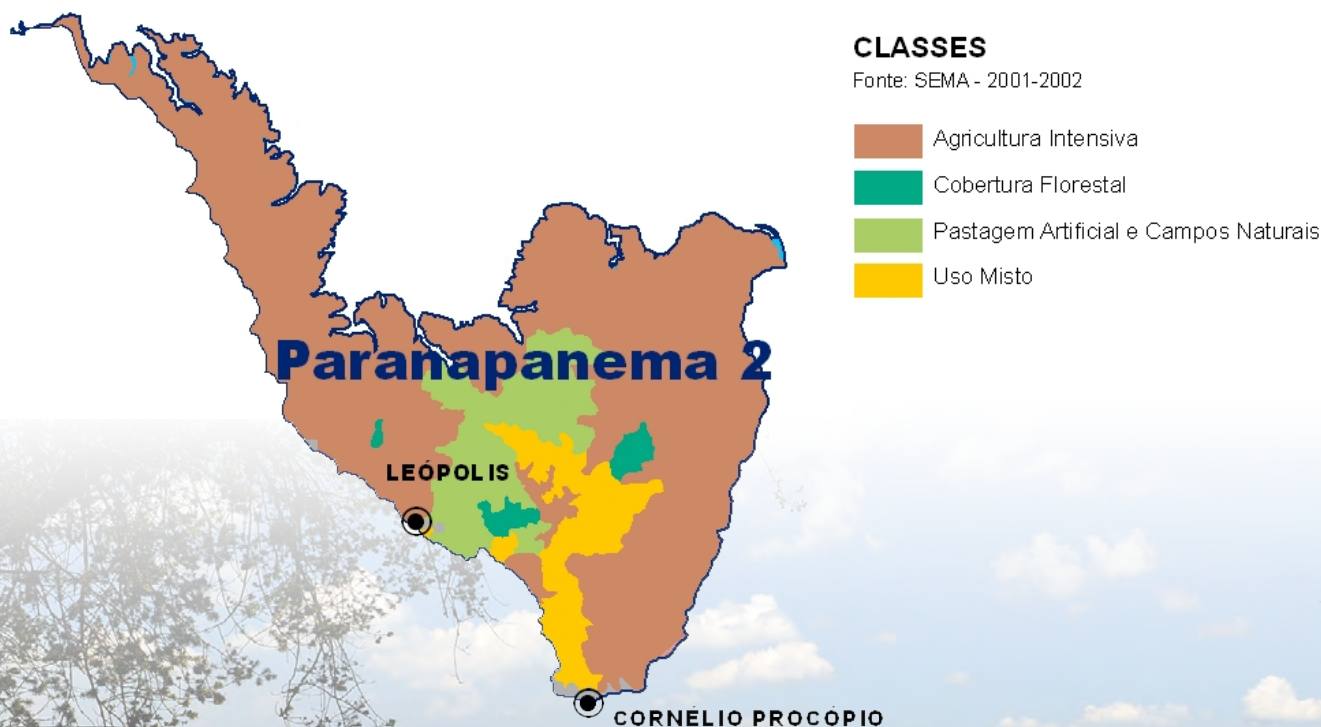 CLASSES
Fonte: SEMA - 2001-2002
Agricultura Intensiva
Cobertura Florestal
Pastagem Artificial e Campos Naturais
Uso Misto
Paranapanema 2
LEÓPOLIS
CORNÉLIO PROCÓPIO